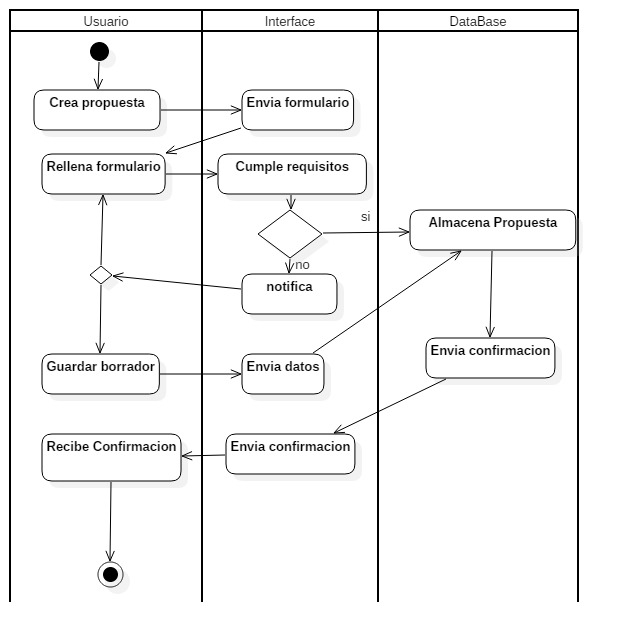 Usuario
Interface
DataBase
Crea propuesta
Envia formulario
Rellena formulario
Cumple requisitos
si
Almacena Propuesta
no
notifica
Envia confirmacion
Guardar borrador
Envia datos
Recibe Confirmacion
Envia confirmacion